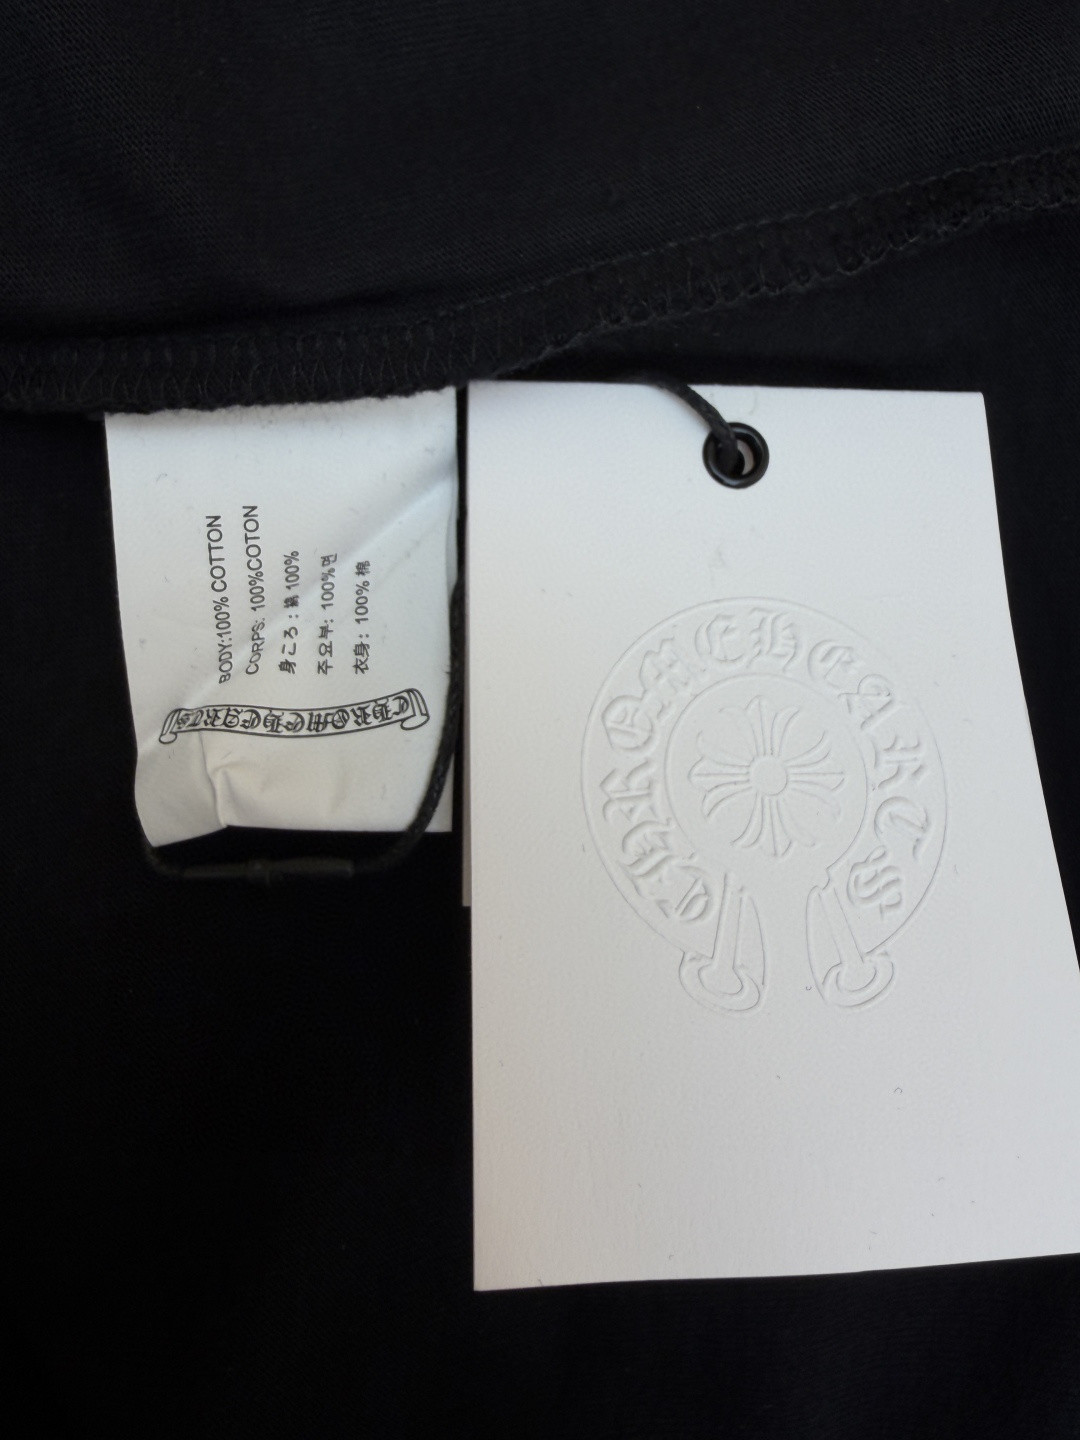 BODY:100% COTTON
CORPS: 100%COTON
身ころ：綿 100%
주요부: 100%면
衣身：100% 棉
CHROME HEARTS
CHROME HEARTS